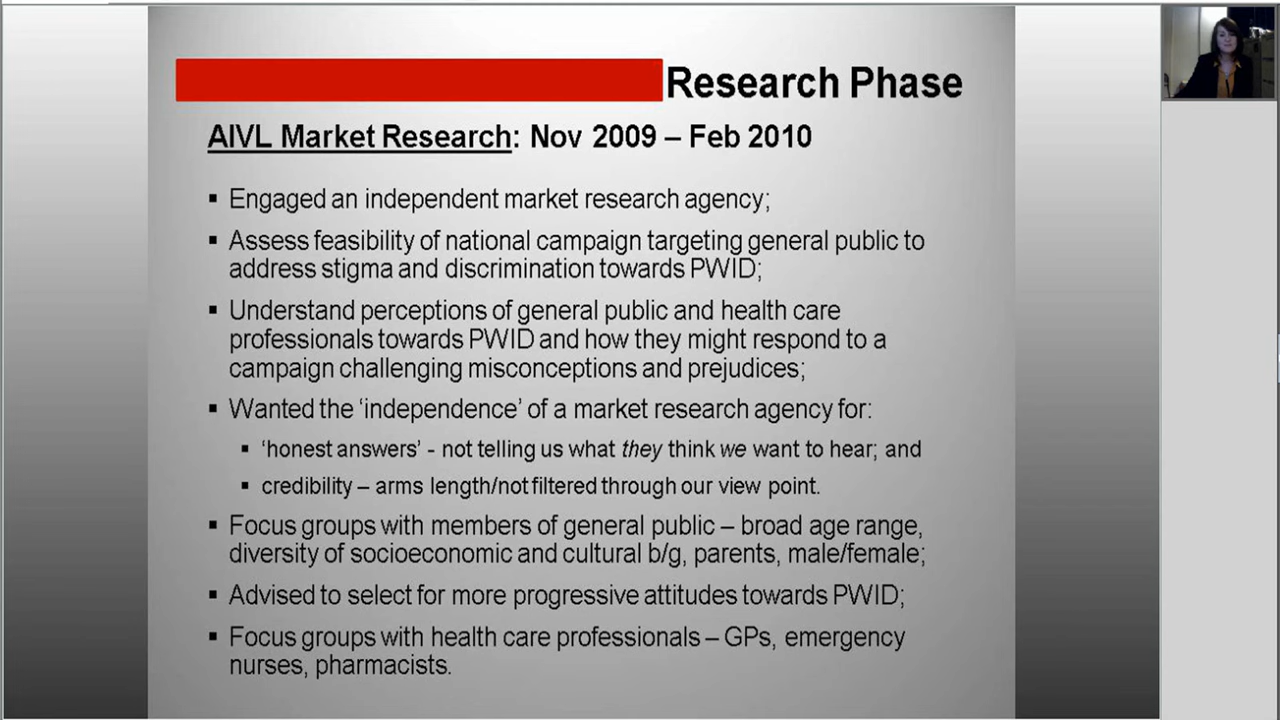 Research Phase
AIVL Market Research: Nov 2009 – Feb 2010
▪ Engaged an independent market research agency;
▪ Assess feasibility of national campaign targeting general public to
address stigma and discrimination towards PWID;
▪ Understand perceptions of general public and health care
professionals towards PWID and how they might respond to a
campaign challenging misconceptions and prejudices;
▪ Wanted the ‘independence’ of a market research agency for:
▪ ‘honest answers’ - not telling us what they think we want to hear; and
▪ credibility – arms length/not filtered through our view point.
▪ Focus groups with members of general public – broad age range,
diversity of socioeconomic and cultural b/g, parents, male/female;
▪ Advised to select for more progressive attitudes towards PWID;
▪ Focus groups with health care professionals – GPs, emergency
nurses, pharmacists.